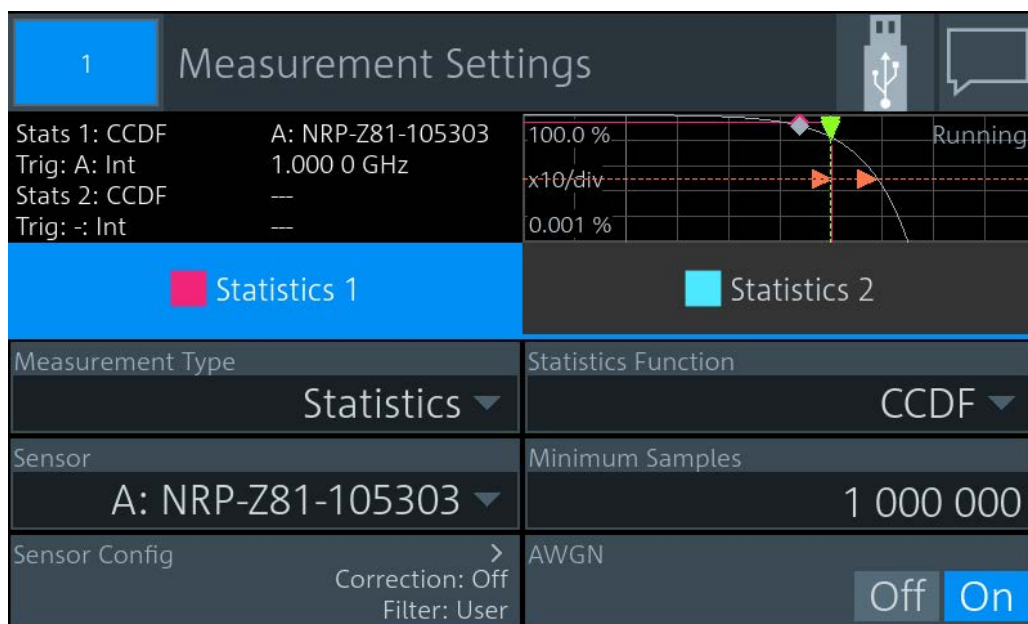 1
Measurement Settings
Stats 1: CCDF
A: NRP-Z81-105303
Trig: A: Int
1.000 0 GHz
Stats 2: CCDF
---
Trig: -: Int
---
100.0 %
Running
x10/div
0.001 %
Statistics 1
Statistics 2
Measurement Type
Statistics
Statistics Function
CCDF
Sensor
A: NRP-Z81-105303
Minimum Samples
1 000 000
Sensor Config
>
Correction: Off
Filter: User
AWGN
Off
On